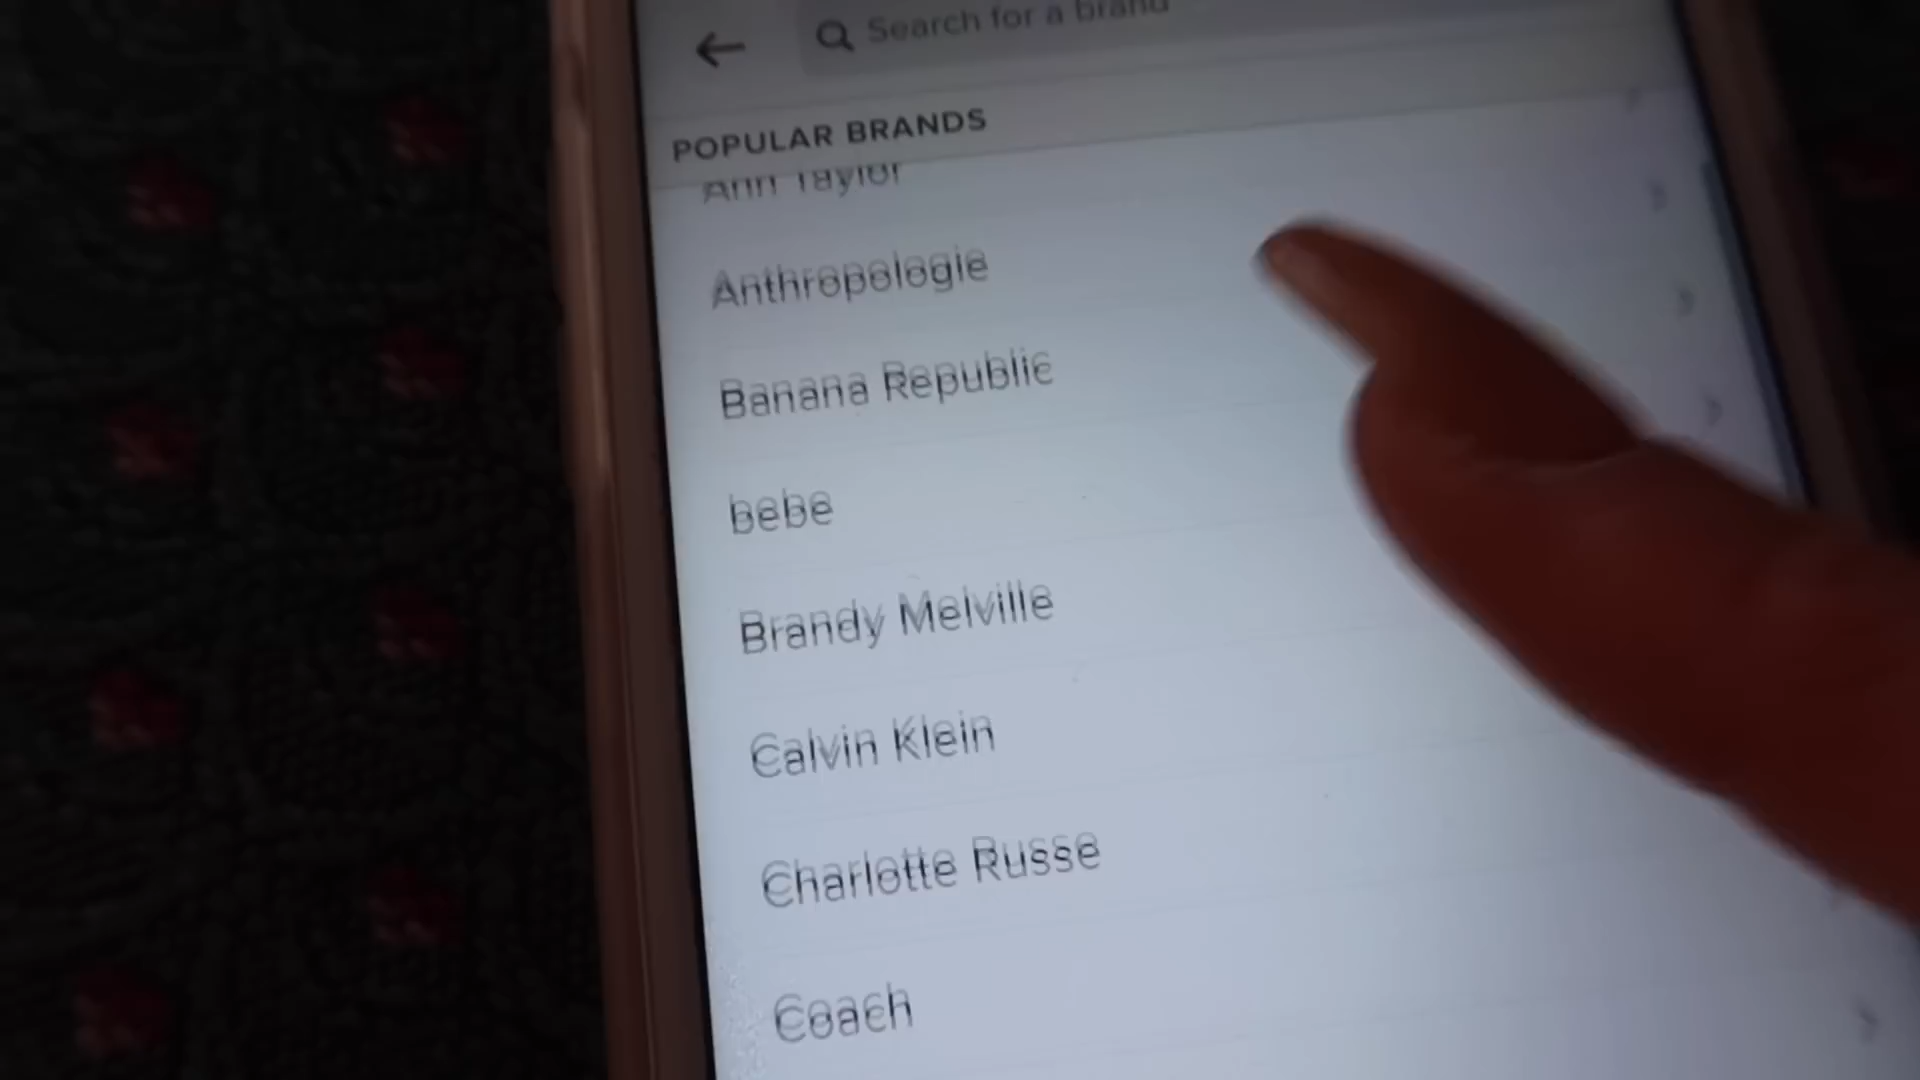 Search for a brand
POPULAR BRANDS
Ann Taylor
Anthropologie
Banana Republic
bebe
Brandy Melville
Calvin Klein
Charlotte Russe
Coach